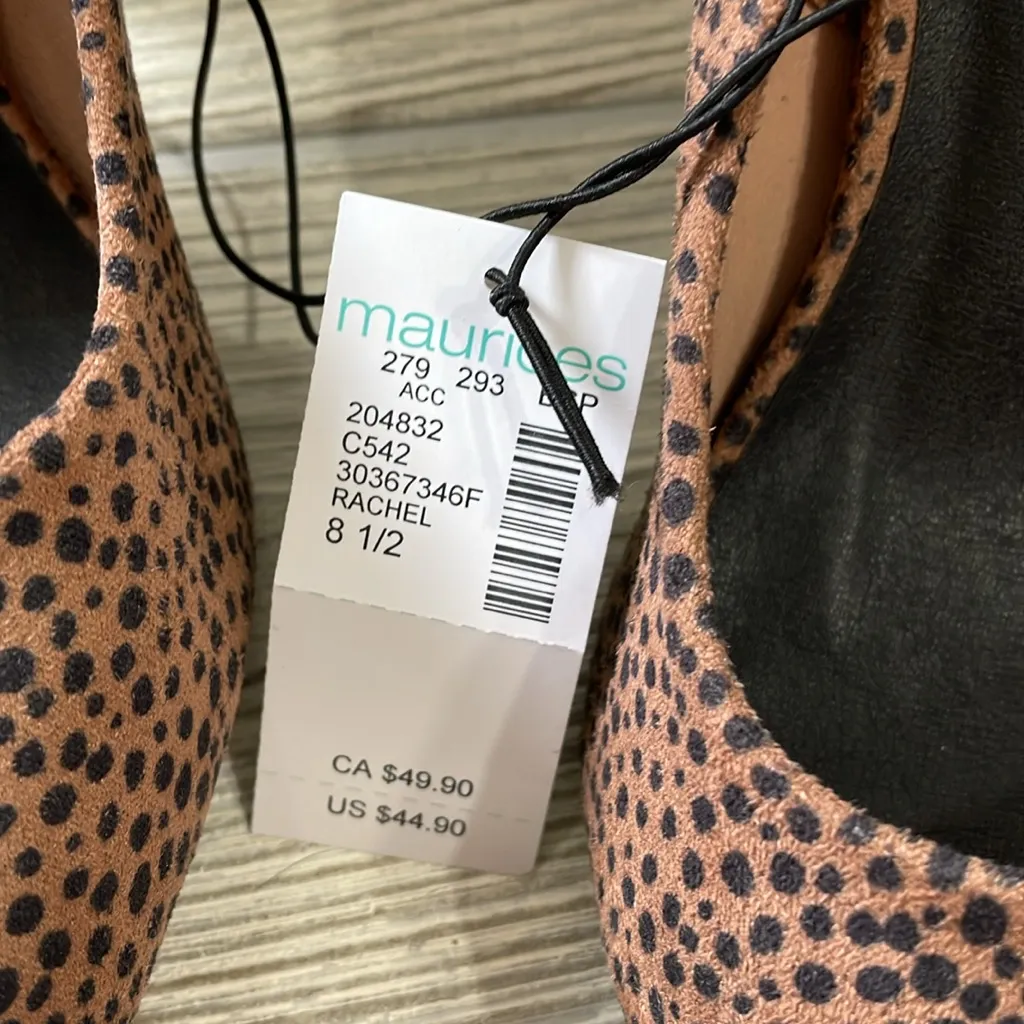 maurices
279 293
ACC
204832
C542
30367346F
RACHEL
8 1/2
CA $49.90
US $44.90